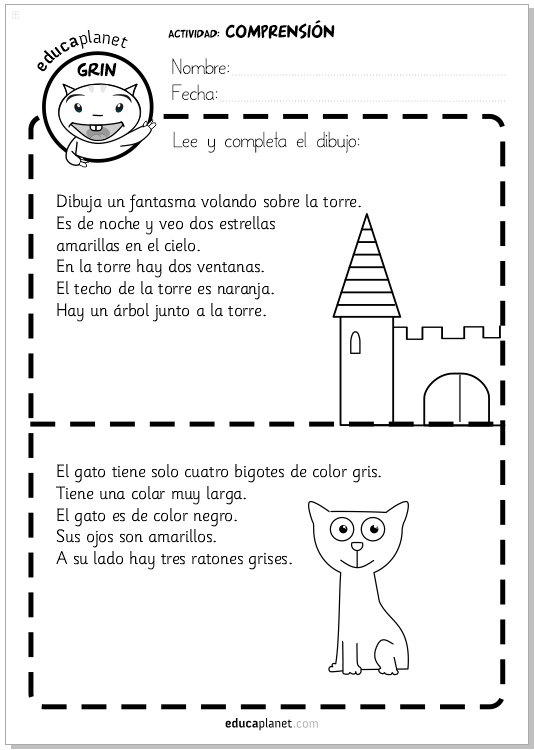 educaplanet
GRIN
ACTIVIDAD: COMPRENSIÓN
Nombre:
Fecha:
Lee y completa el dibujo:
Dibuja un fantasma volando sobre la torre.
Es de noche y veo dos estrellas
amarillas en el cielo.
En la torre hay dos ventanas.
El techo de la torre es naranja.
Hay un árbol junto a la torre.
El gato tiene solo cuatro bigotes de color gris.
Tiene una colar muy larga.
El gato es de color negro.
Sus ojos son amarillos.
A su lado hay tres ratones grises.
educaplanet.com